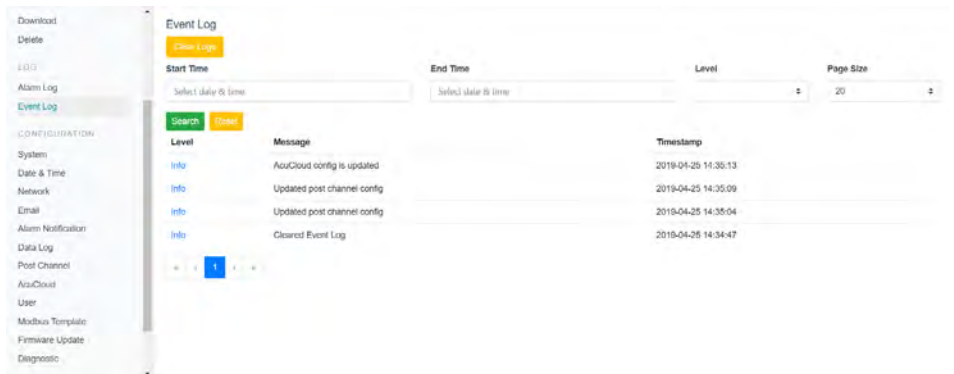 Download
Delete
LOG
Alarm Log
Event Log
CONFIGURATION
System
Date & Time
Network
Email
Alarm Notification
Data Log
Post Channel
AcuCloud
User
Modbus Template
Firmware Update
Diagnostic
Event Log
Clear Logs
Start Time End Time Level Page Size
Select date & time Select date & time 20
Search Reset
Level Message Timestamp
Info AcuCloud config is updated 2019-04-25 14:35:13
Info Updated post channel config 2019-04-25 14:35:09
Info Updated post channel config 2019-04-25 14:35:04
Info Cleared Event Log 2019-04-25 14:34:47
« ‹ 1 › »